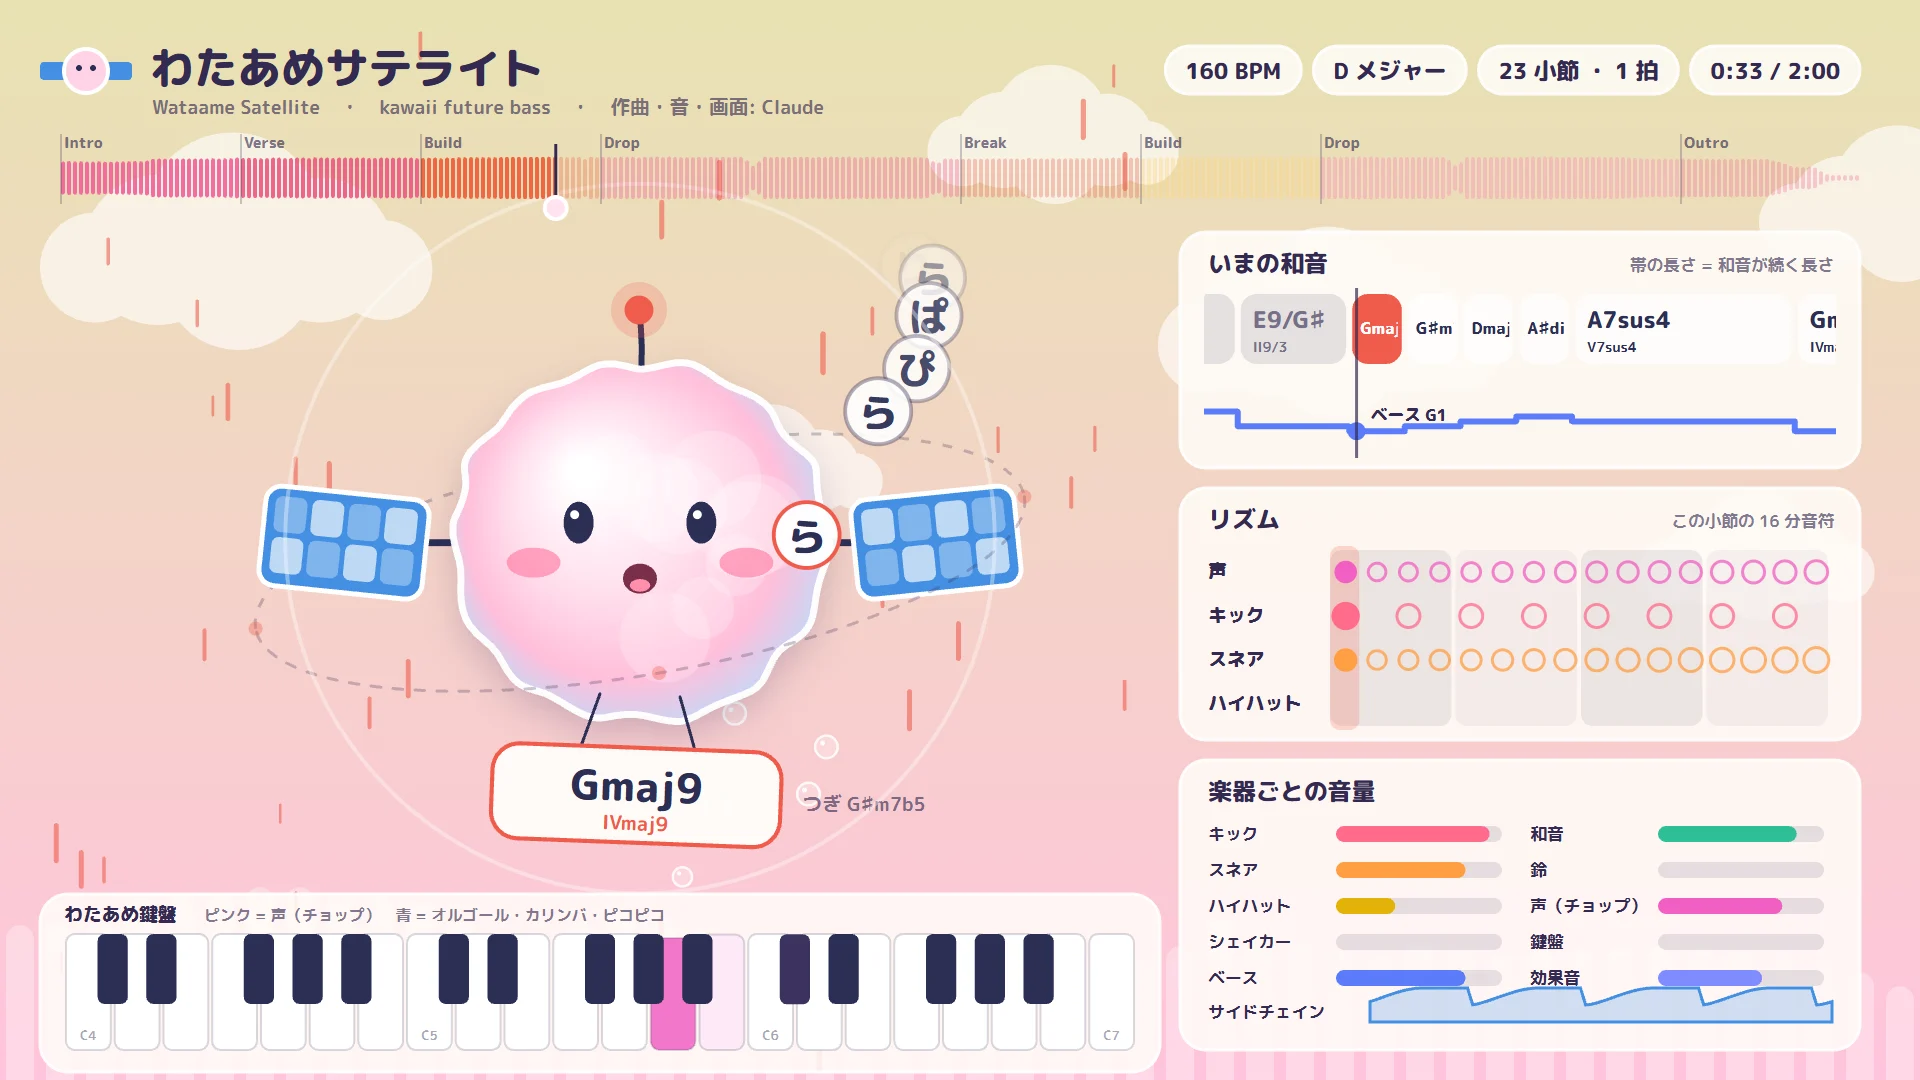 わたあめサテライト
Wataame Satellite ・ kawaii future bass ・ 作曲・音・画面: Claude
160 BPM
D メジャー
23 小節 ・ 1 拍
0:33 / 2:00
Intro Verse Build Drop Break Build Drop Outro
ら
ぱ
ぴ
ら
ら
Gmaj9
IVmaj9
つぎ G♯m7b5
いまの和音 帯の長さ = 和音が続く長さ
E9/G♯ Gmaj G♯m Dmaj A♯di A7sus4 Gm
II9/3 V7sus4 IVma
ベース G1
リズム この小節の 16 分音符
声
キック
スネア
ハイハット
楽器ごとの音量
キック 和音
スネア 鈴
ハイハット 声（チョップ）
シェイカー 鍵盤
ベース 効果音
サイドチェイン
わたあめ鍵盤 ピンク = 声（チョップ） 青 = オルゴール・カリンバ・ピコピコ
C4 C5 C6 C7